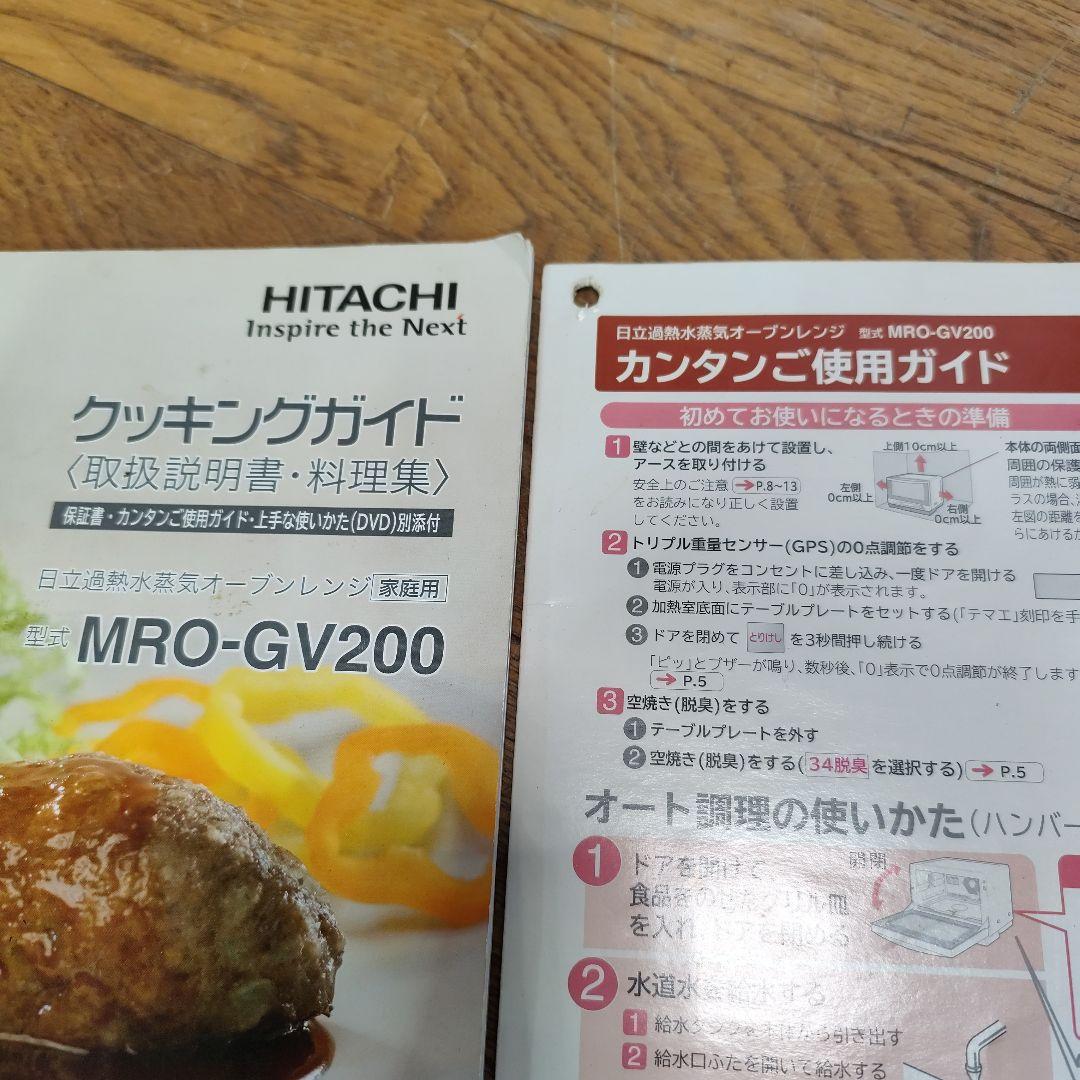 HITACHI
Inspire the Next
クッキングガイド
〈取扱説明書・料理集〉
保証書・カンタンご使用ガイド・上手な使いかた(DVD)別添付
日立過熱水蒸気オーブンレンジ 家庭用
型式 MRO-GV200
日立過熱水蒸気オーブンレンジ 型式 MRO-GV200
カンタンご使用ガイド
初めてお使いになるときの準備
1 壁などとの間をあけて設置し、
アースを取り付ける
安全上のご注意 → P.8~13
をお読みになり正しく設置
してください。
上側10cm以上
左側
0cm以上
右側
0cm以上
本体の両側面
周囲の保護
周囲が熱に弱
ラスの場合、
左図の距離を
らにあけるか
2 トリプル重量センサー(GPS)の0点調節をする
1 電源プラグをコンセントに差し込み、一度ドアを開ける
電源が入り、表示部に「0」が表示されます。
2 加熱室底面にテーブルプレートをセットする(「テマエ」刻印を手
3 ドアを閉めて とりけし を3秒間押し続ける
「ピッ」とブザーが鳴り、数秒後、「0」表示で0点調節が終了します
→ P.5
3 空焼き(脱臭)をする
1 テーブルプレートを外す
2 空焼き(脱臭)をする(34脱臭を選択する) → P.5
オート調理の使いかた(ハンバー
1 ドアを開けて
食品をのせたグリル皿
を入れ、ドアを閉める
開閉
2 水道水を給水する
1 給水タンクを本体から引き出す
2 給水口ふたを開いて給水する